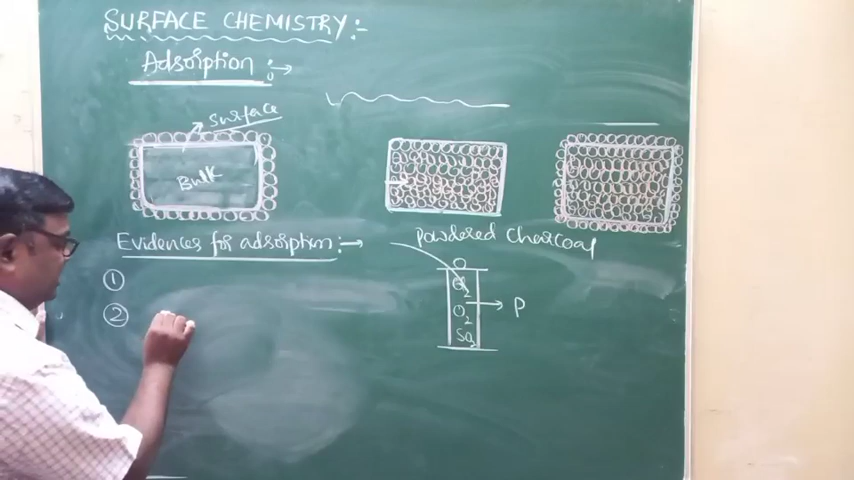 SURFACE CHEMISTRY:-
Adsorption :→
Surface
Bulk
Evidences for adsorption:→
Powdered Charcoal
①
②
O₂
P
SO₂